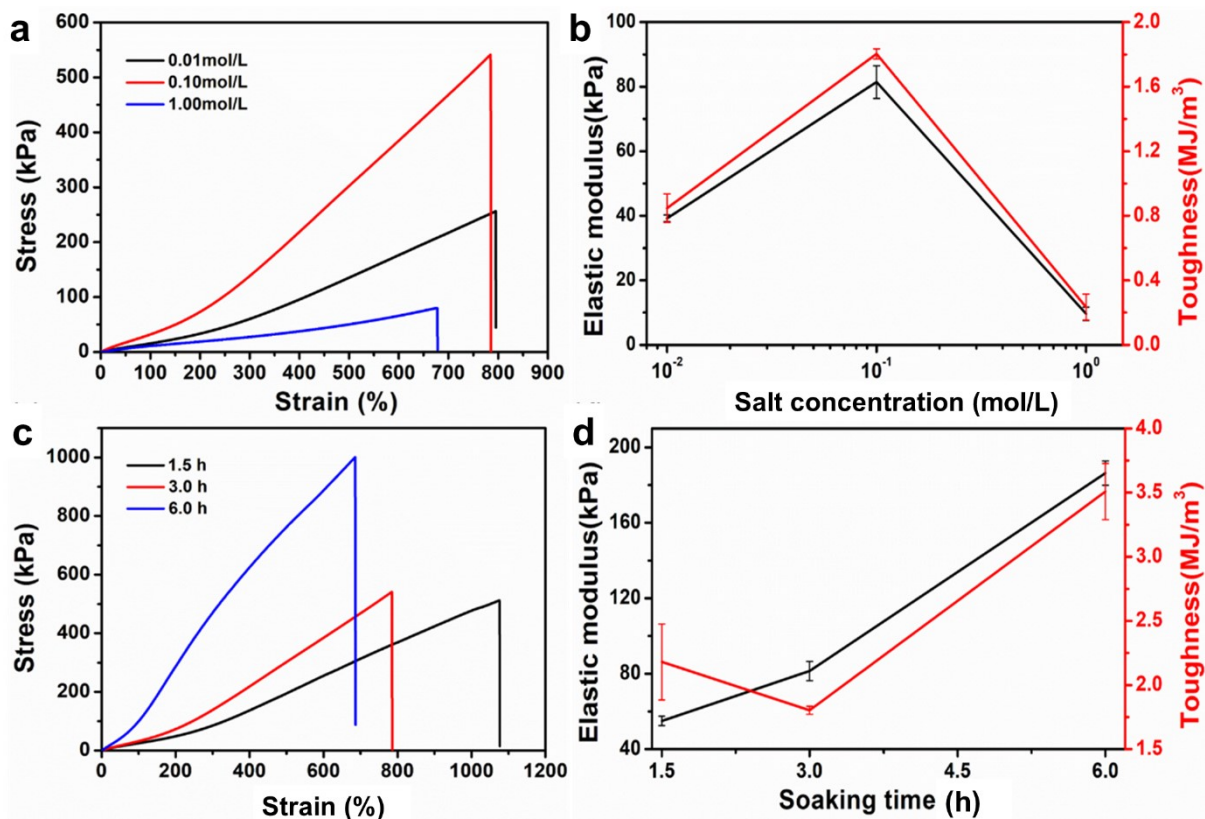 a
600
500
400
300
200
100
0
Stress (kPa)
0.01mol/L
0.10mol/L
1.00mol/L
0 100 200 300 400 500 600 700 800 900
Strain (%)
b
100
80
60
40
20
0
Elastic modulus(kPa)
2.0
1.6
1.2
0.8
0.4
0.0
Toughness(MJ/m³)
10⁻² 10⁻¹ 10⁰
Salt concentration (mol/L)
c
1000
800
600
400
200
0
Stress (kPa)
1.5 h
3.0 h
6.0 h
0 200 400 600 800 1000 1200
Strain (%)
d
200
160
120
80
40
Elastic modulus(kPa)
4.0
3.5
3.0
2.5
2.0
1.5
Toughness(MJ/m³)
1.5 3.0 4.5 6.0
Soaking time (h)